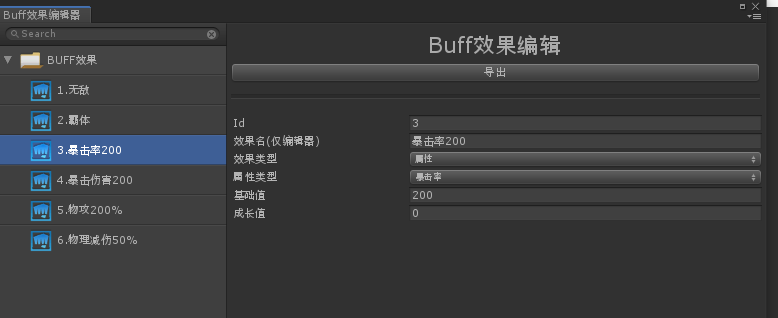 Buff效果编辑器
Search
BUFF效果
1.无敌
2.霸体
3.暴击率200
4.暴击伤害200
5.物攻200%
6.物理减伤50%
Buff效果编辑
导出
Id 3
效果名(仅编辑器) 暴击率200
效果类型 属性
属性类型 暴击率
基础值 200
成长值 0